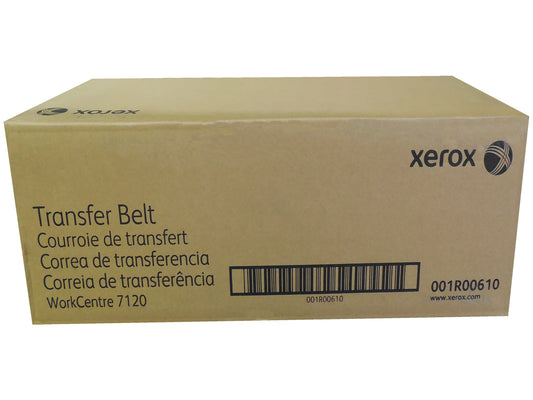 xerox
xerox
Transfer Belt
Courroie de transfert
Correa de transferencia
Correia de transferência
WorkCentre 7120
001R00610
001R00610
www.xerox.com